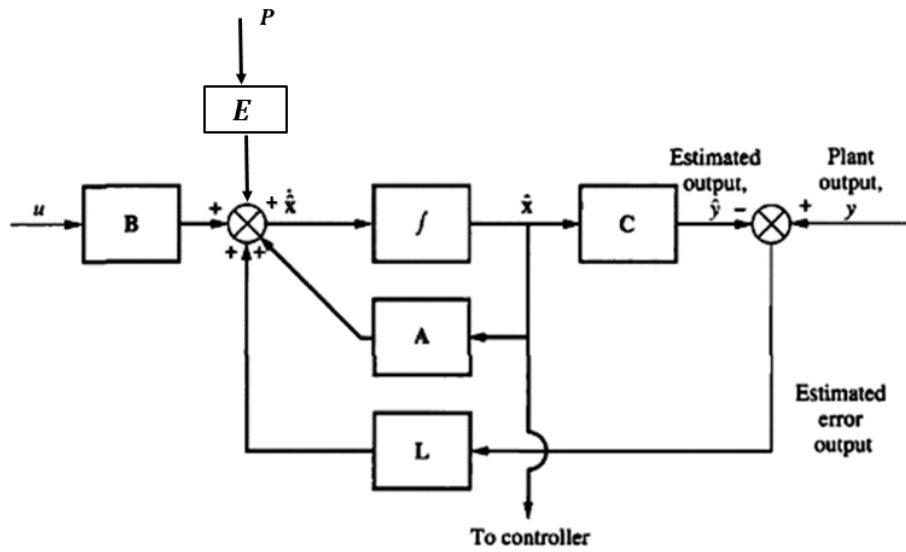 P
E
Estimated
output,
Plant
output,
u
B
+
+
+
+
ẋ̂
∫
x̂
C
ŷ
−
+
y
A
L
Estimated
error
output
To controller